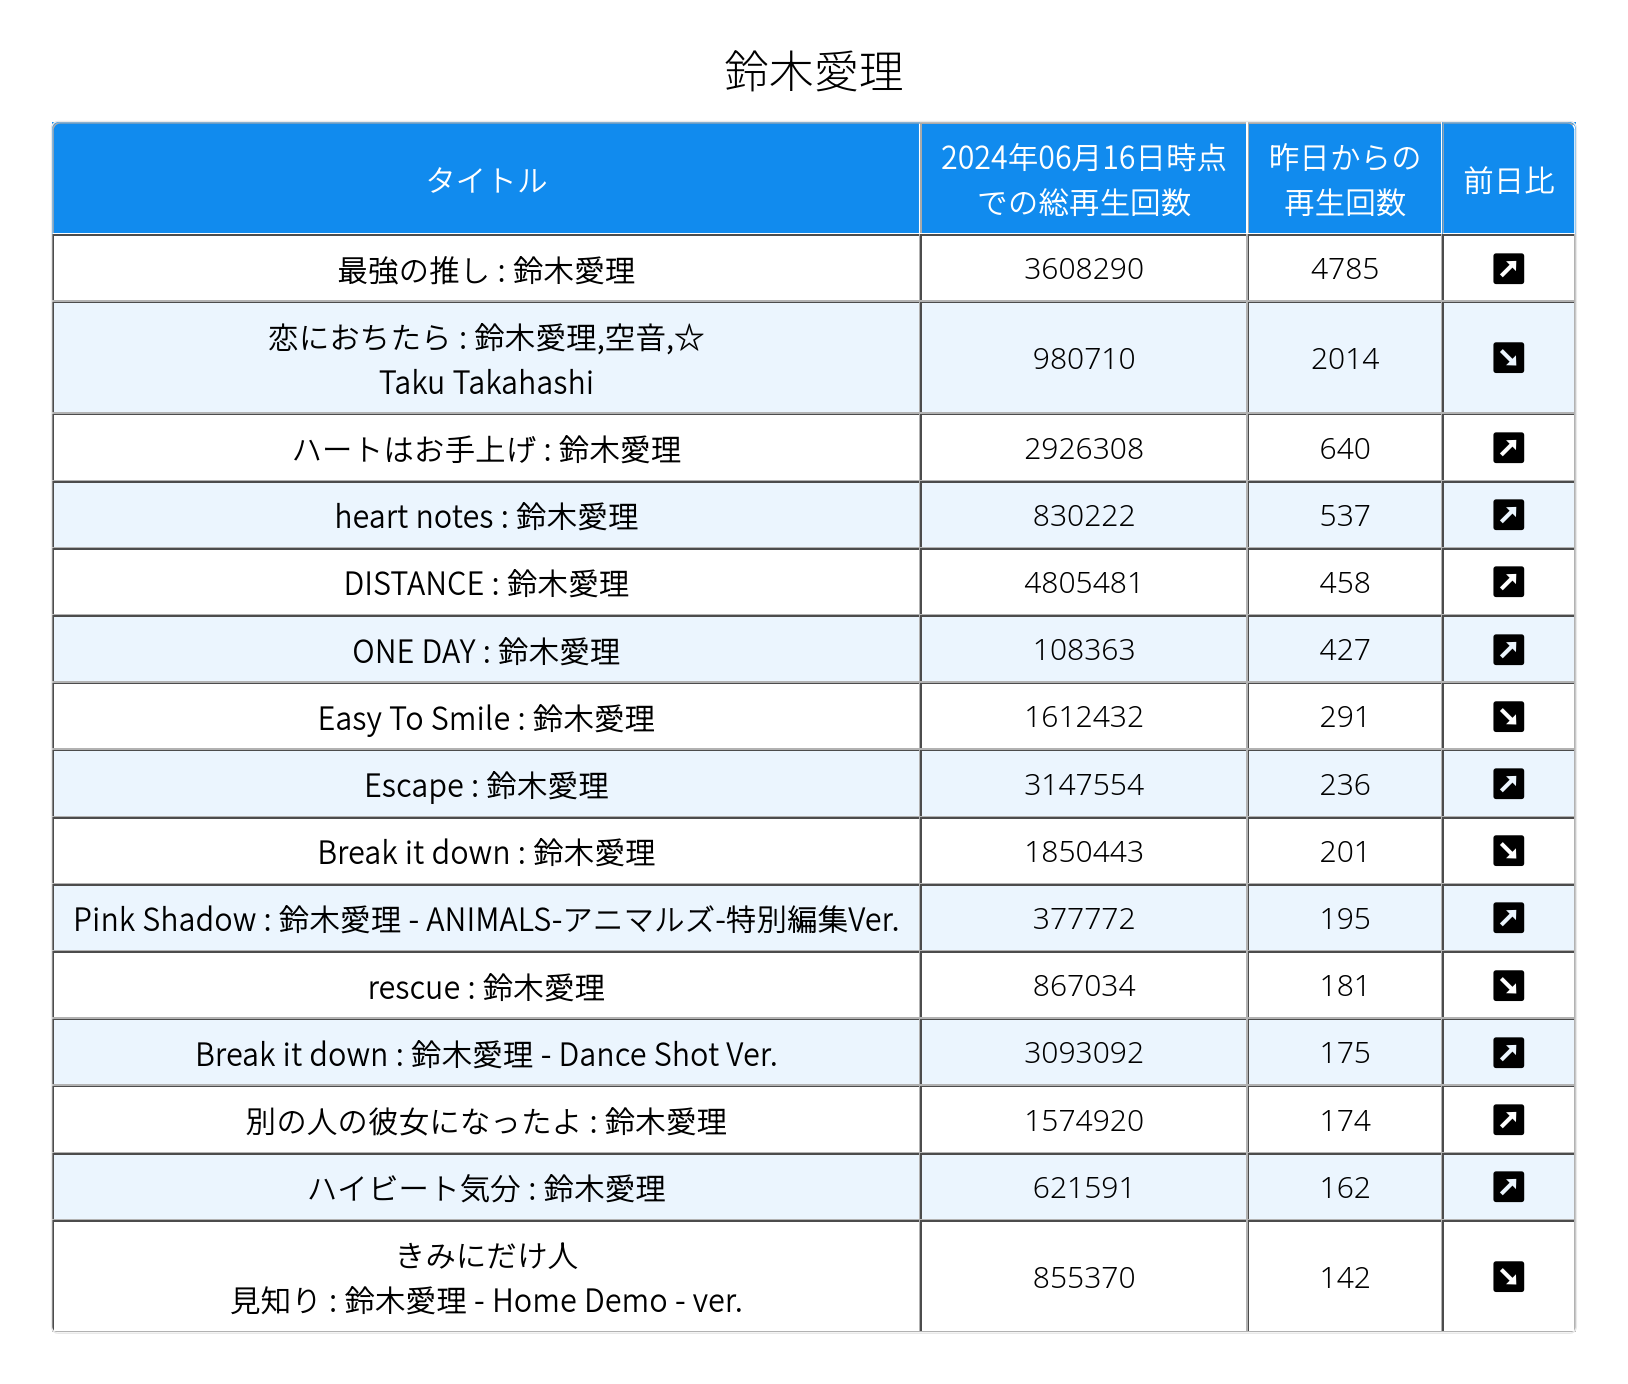 鈴木愛理
タイトル
2024年06月16日時点
での総再生回数
昨日からの
再生回数
前日比
最強の推し : 鈴木愛理 3608290 4785
恋におちたら : 鈴木愛理,空音,☆
Taku Takahashi
980710 2014
ハートはお手上げ : 鈴木愛理 2926308 640
heart notes : 鈴木愛理 830222 537
DISTANCE : 鈴木愛理 4805481 458
ONE DAY : 鈴木愛理 108363 427
Easy To Smile : 鈴木愛理 1612432 291
Escape : 鈴木愛理 3147554 236
Break it down : 鈴木愛理 1850443 201
Pink Shadow : 鈴木愛理 - ANIMALS-アニマルズ-特別編集Ver. 377772 195
rescue : 鈴木愛理 867034 181
Break it down : 鈴木愛理 - Dance Shot Ver. 3093092 175
別の人の彼女になったよ : 鈴木愛理 1574920 174
ハイビート気分 : 鈴木愛理 621591 162
きみにだけ人
見知り : 鈴木愛理 - Home Demo - ver.
855370 142